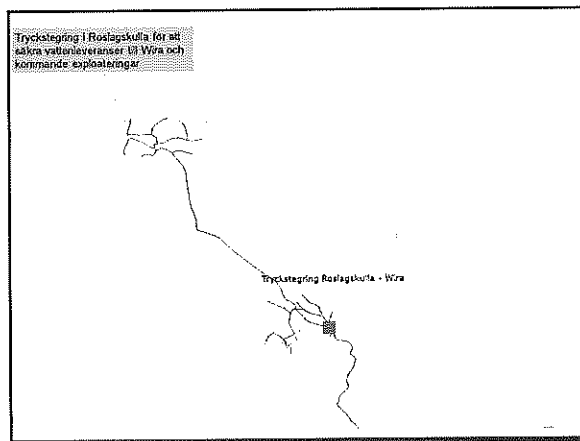 Tryckstegring i Roslagskulla för att
säkra vattenleveranser till Wira och
kommande exploateringar
Tryckstegring Roslagskulla - Wira